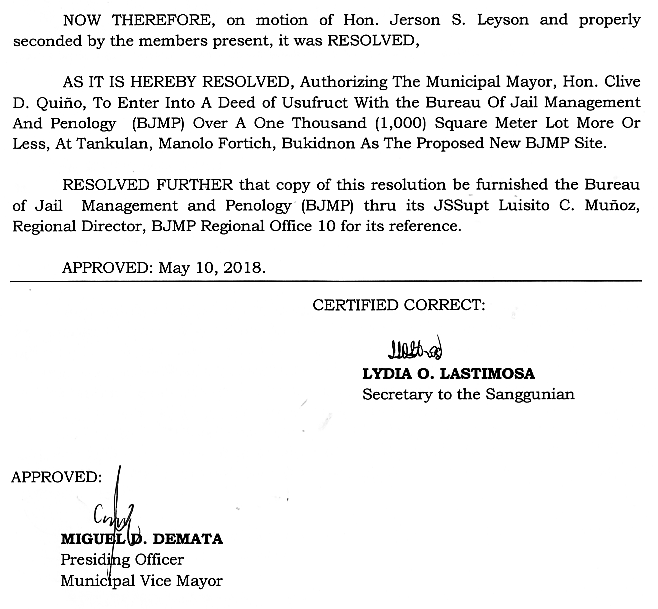 NOW THEREFORE, on motion of Hon. Jerson S. Leyson and properly
seconded by the members present, it was RESOLVED,
AS IT IS HEREBY RESOLVED, Authorizing The Municipal Mayor, Hon. Clive
D. Quiño, To Enter Into A Deed of Usufruct With the Bureau Of Jail Management
And Penology (BJMP) Over A One Thousand (1,000) Square Meter Lot More Or
Less, At Tankulan, Manolo Fortich, Bukidnon As The Proposed New BJMP Site.
RESOLVED FURTHER that copy of this resolution be furnished the Bureau
of Jail Management and Penology (BJMP) thru its JSSupt Luisito C. Muñoz,
Regional Director, BJMP Regional Office 10 for its reference.
APPROVED: May 10, 2018.
CERTIFIED CORRECT:
LYDIA O. LASTIMOSA
Secretary to the Sanggunian
APPROVED:
MIGUEL D. DEMATA
Presiding Officer
Municipal Vice Mayor